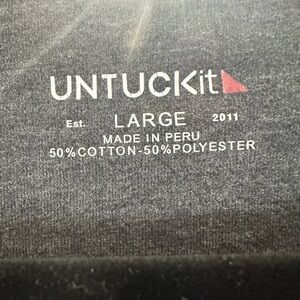 UNTUCKit
Est. LARGE 2011
MADE IN PERU
50%COTTON-50%POLYESTER